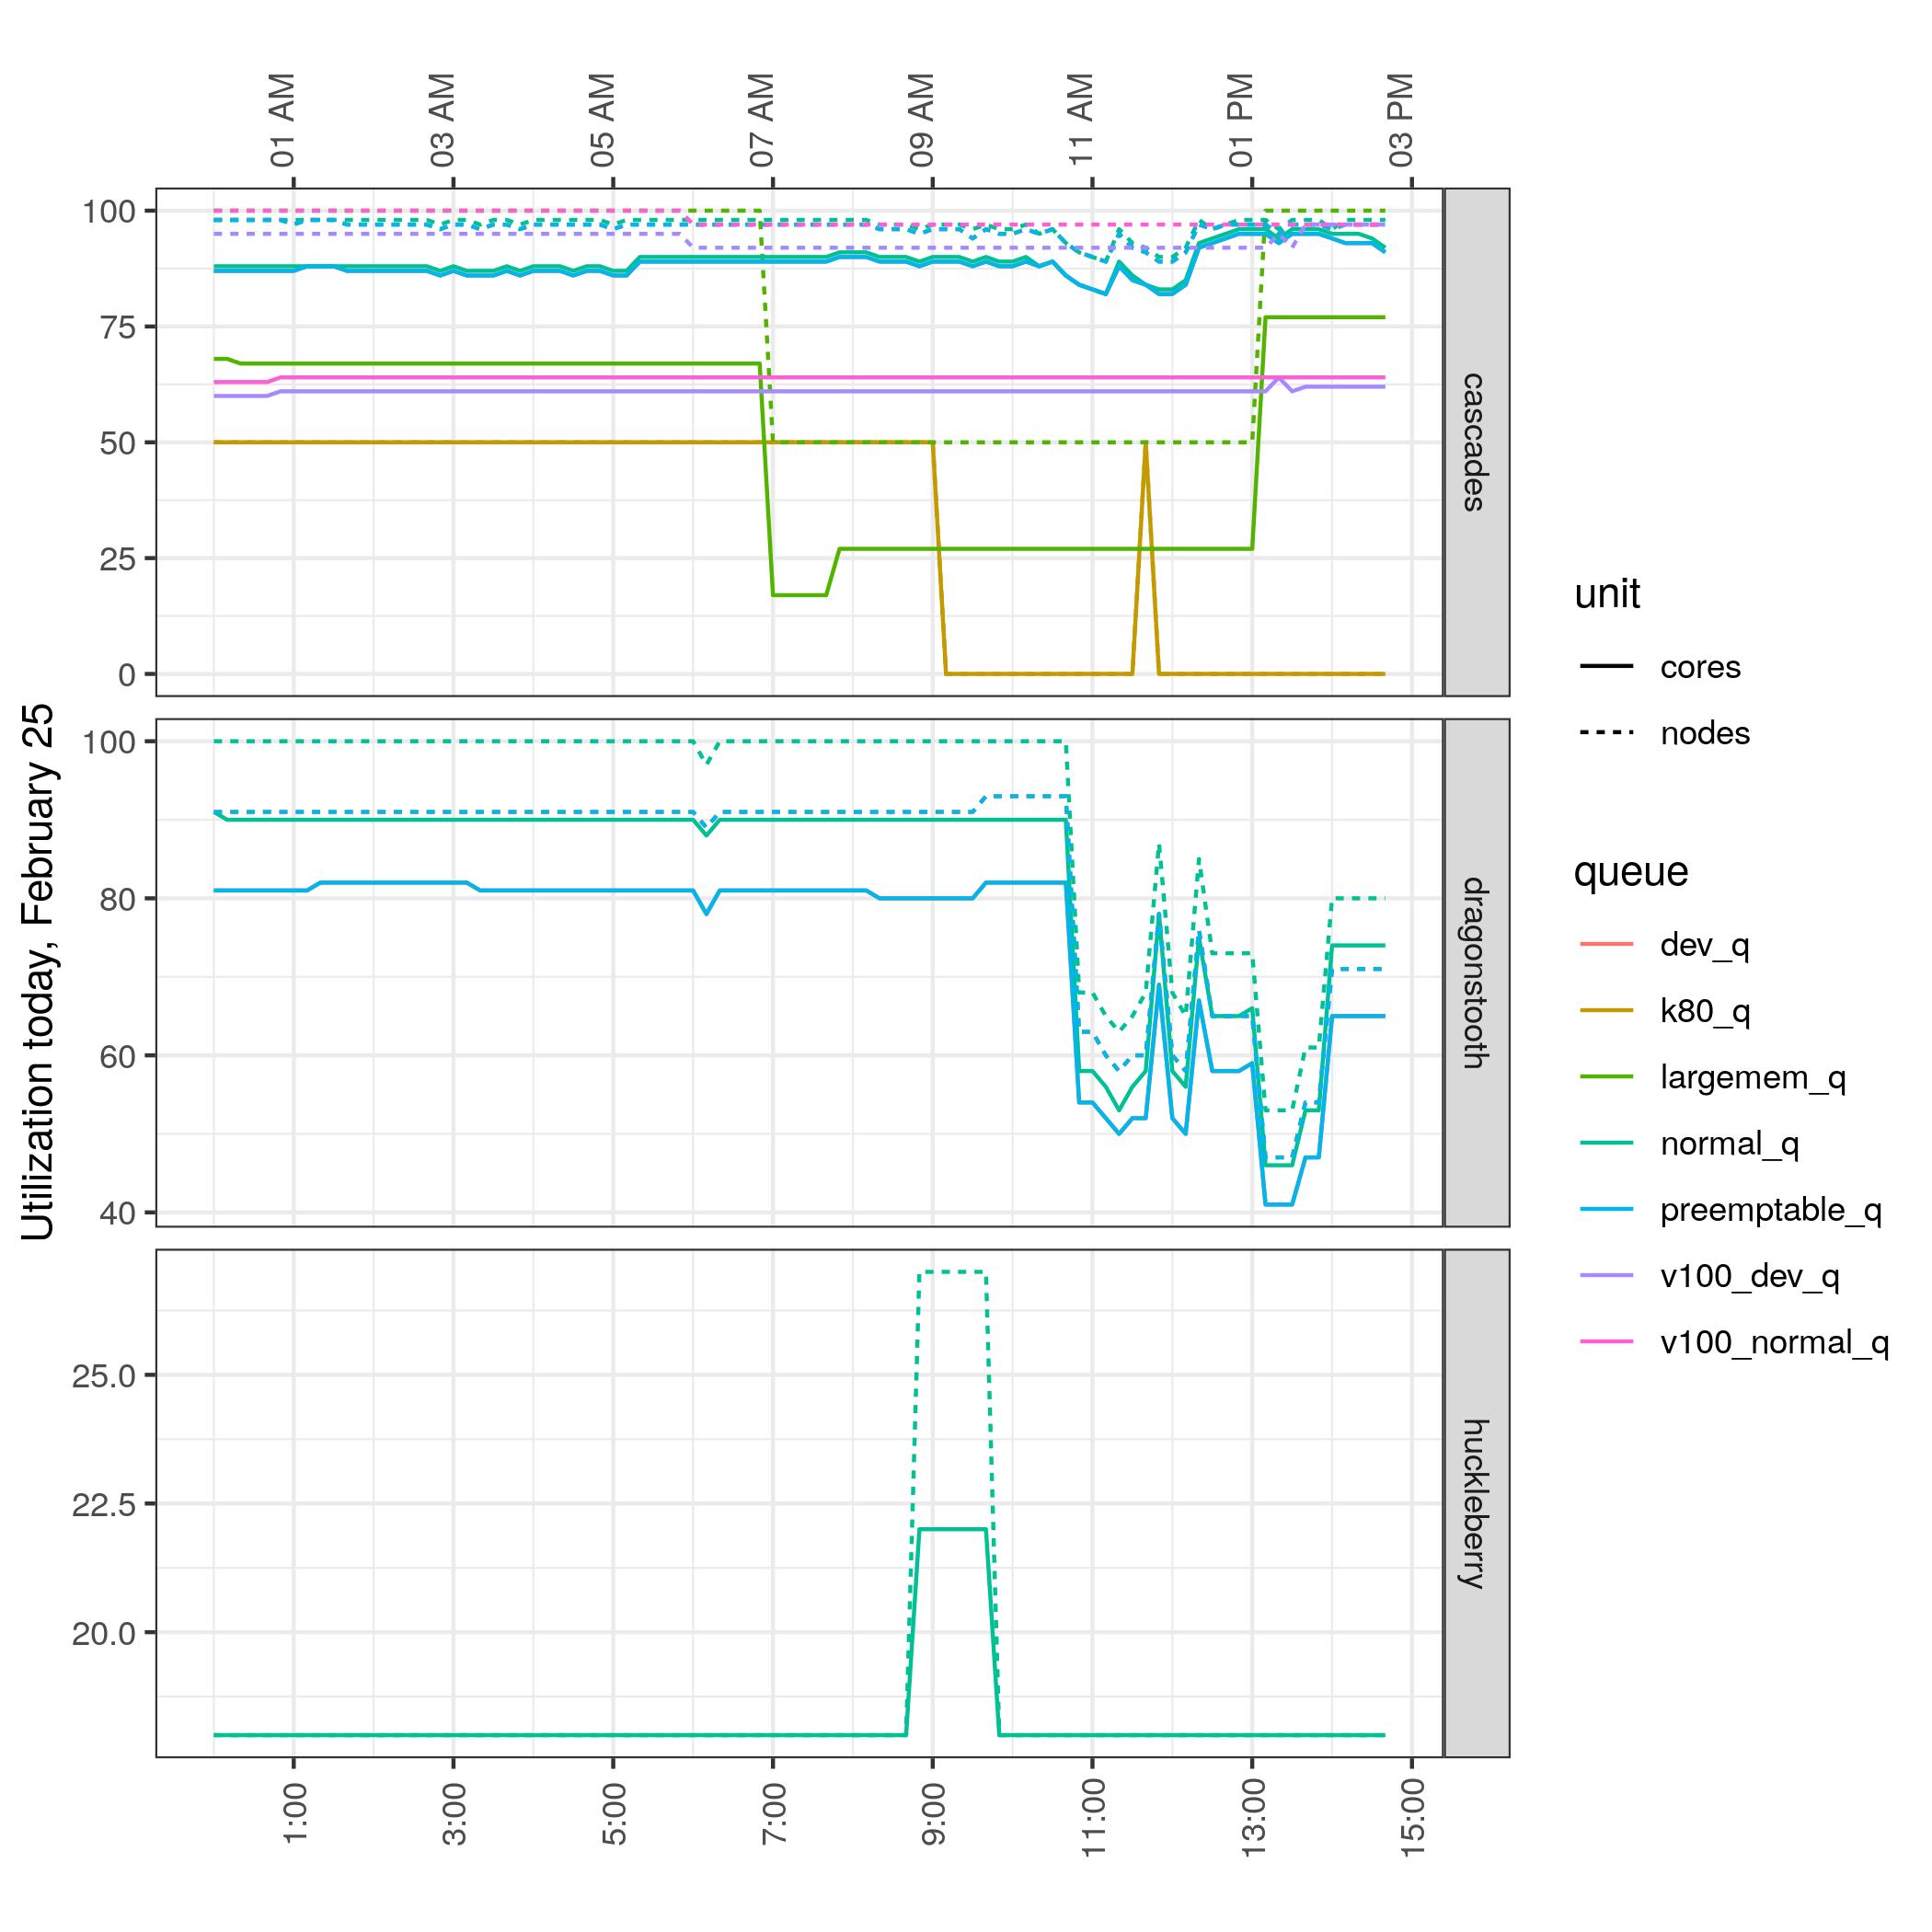 01 AM
03 AM
05 AM
07 AM
09 AM
11 AM
01 PM
03 PM
Utilization today, February 25
100
75
50
25
0
cascades
100
80
60
40
dragonstooth
25.0
22.5
20.0
huckleberry
1:00
3:00
5:00
7:00
9:00
11:00
13:00
15:00
unit
cores
nodes
queue
dev_q
k80_q
largemem_q
normal_q
preemptable_q
v100_dev_q
v100_normal_q